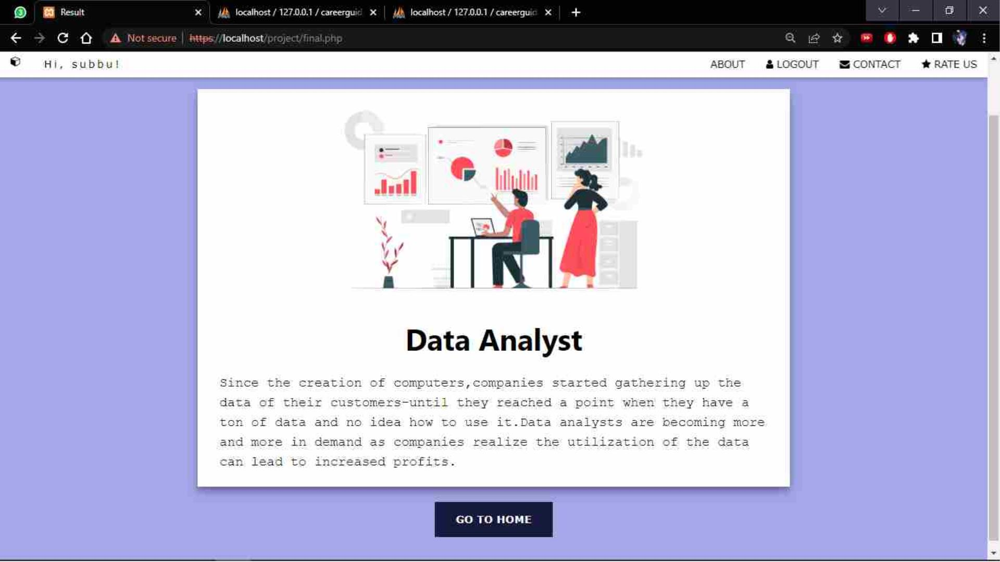 Result
localhost / 127.0.0.1 / careerguid
localhost / 127.0.0.1 / careerguid
Not secure
https://localhost/project/final.php
Hi, subbu!
ABOUT
LOGOUT
CONTACT
RATE US
Data Analyst
Since the creation of computers,companies started gathering up the
data of their customers-until they reached a point when they have a
ton of data and no idea how to use it.Data analysts are becoming more
and more in demand as companies realize the utilization of the data
can lead to increased profits.
GO TO HOME